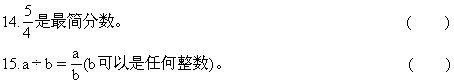 14.5/4是最简分数。 (  )
15.a÷b=a/b(b可以是任何整数)。 (  )